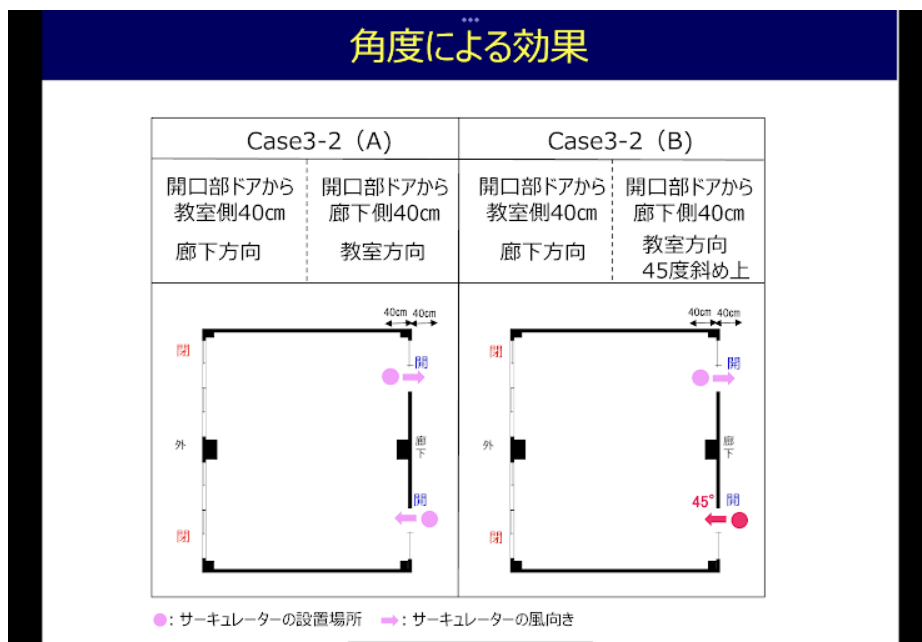 角度による効果
Case3-2（A)
Case3-2（B)
開口部ドアから
教室側40㎝
廊下方向
開口部ドアから
廊下側40㎝
教室方向
開口部ドアから
教室側40㎝
廊下方向
開口部ドアから
廊下側40㎝
教室方向
45度斜め上
40cm 40cm
閉
開
外
廊下
開
閉
40cm 40cm
閉
開
外
廊下
45° 開
閉
●：サーキュレーターの設置場所 ➡：サーキュレーターの風向き